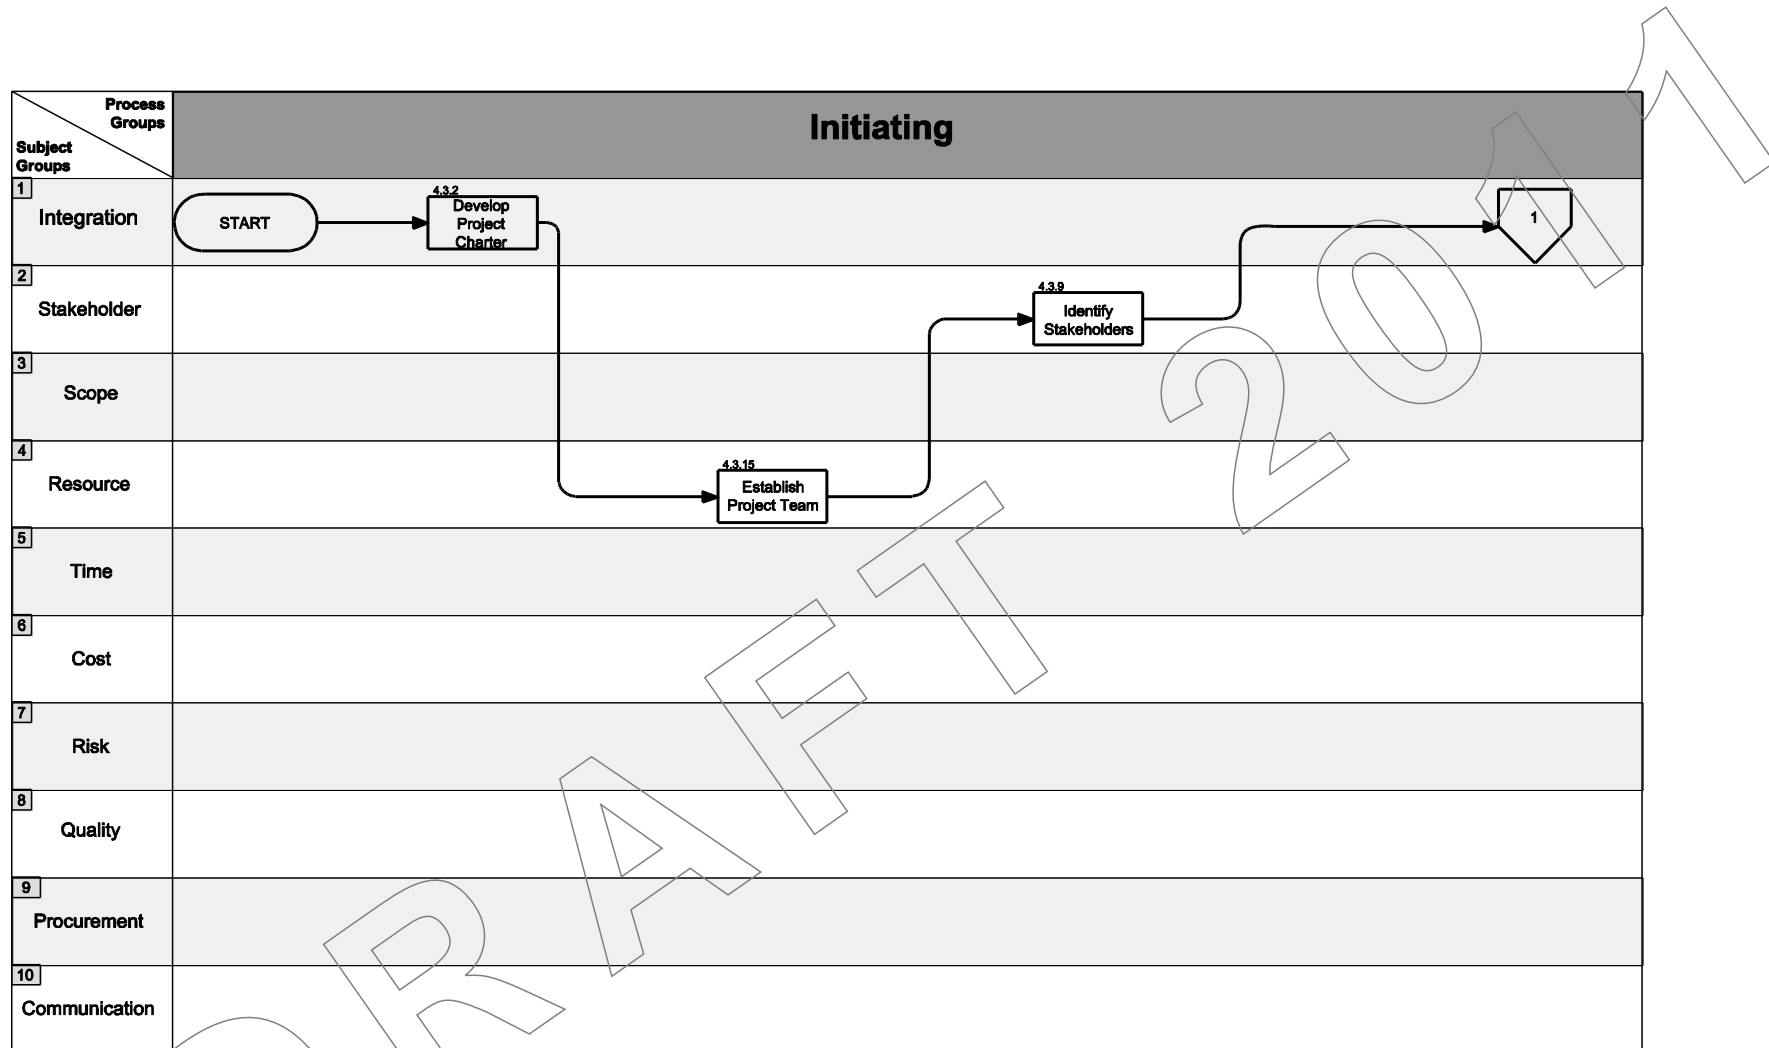 Process
Groups
Subject
Groups
Initiating
1
Integration
START
4.3.2
Develop
Project
Charter
1
2
Stakeholder
4.3.9
Identify
Stakeholders
3
Scope
4
Resource
4.3.15
Establish
Project Team
5
Time
6
Cost
7
Risk
8
Quality
9
Procurement
10
Communication
DRAFT 2011